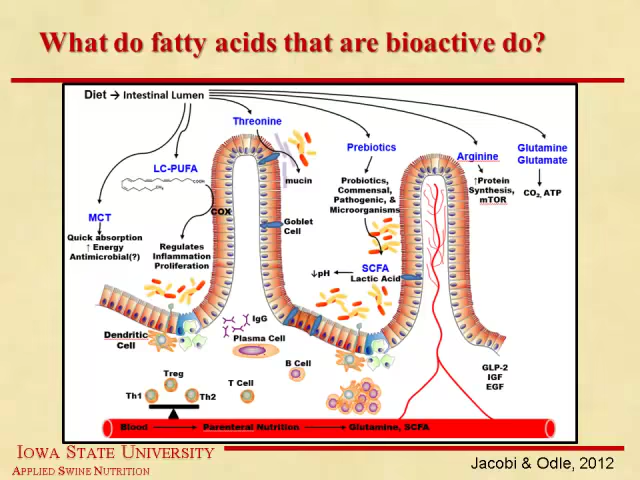 What do fatty acids that are bioactive do?
Diet → Intestinal Lumen
Threonine
mucin
LC-PUFA
COOH
CH₃
COX
Regulates
Inflammation
Proliferation
MCT
Quick absorption
↑ Energy
Antimicrobial(?)
Goblet
Cell
Prebiotics
Probiotics,
Commensal,
Pathogenic, &
Microorganisms
SCFA
Lactic Acid
↓pH
Arginine
↑Protein
Synthesis,
mTOR
Glutamine
Glutamate
CO₂, ATP
Dendritic
Cell
IgG
Plasma Cell
B Cell
T Cell
Treg
Th1
Th2
GLP-2
IGF
EGF
Blood → Parenteral Nutrition → Glutamine, SCFA
IOWA STATE UNIVERSITY
APPLIED SWINE NUTRITION
Jacobi & Odle, 2012